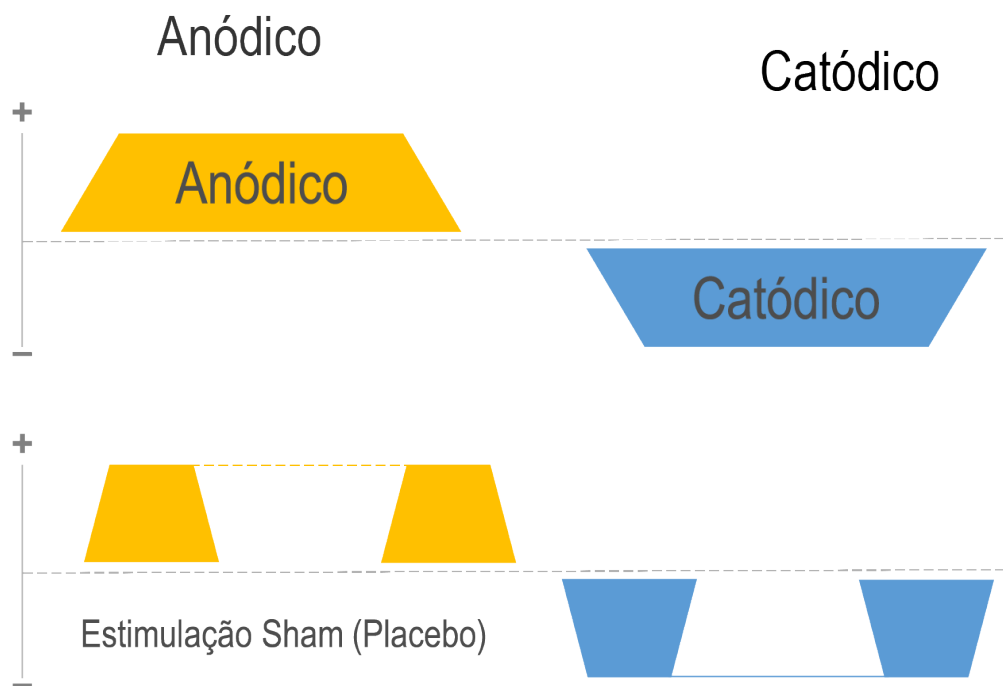 Anódico
Catódico
+
Anódico
Catódico
−
+
Estimulação Sham (Placebo)
−